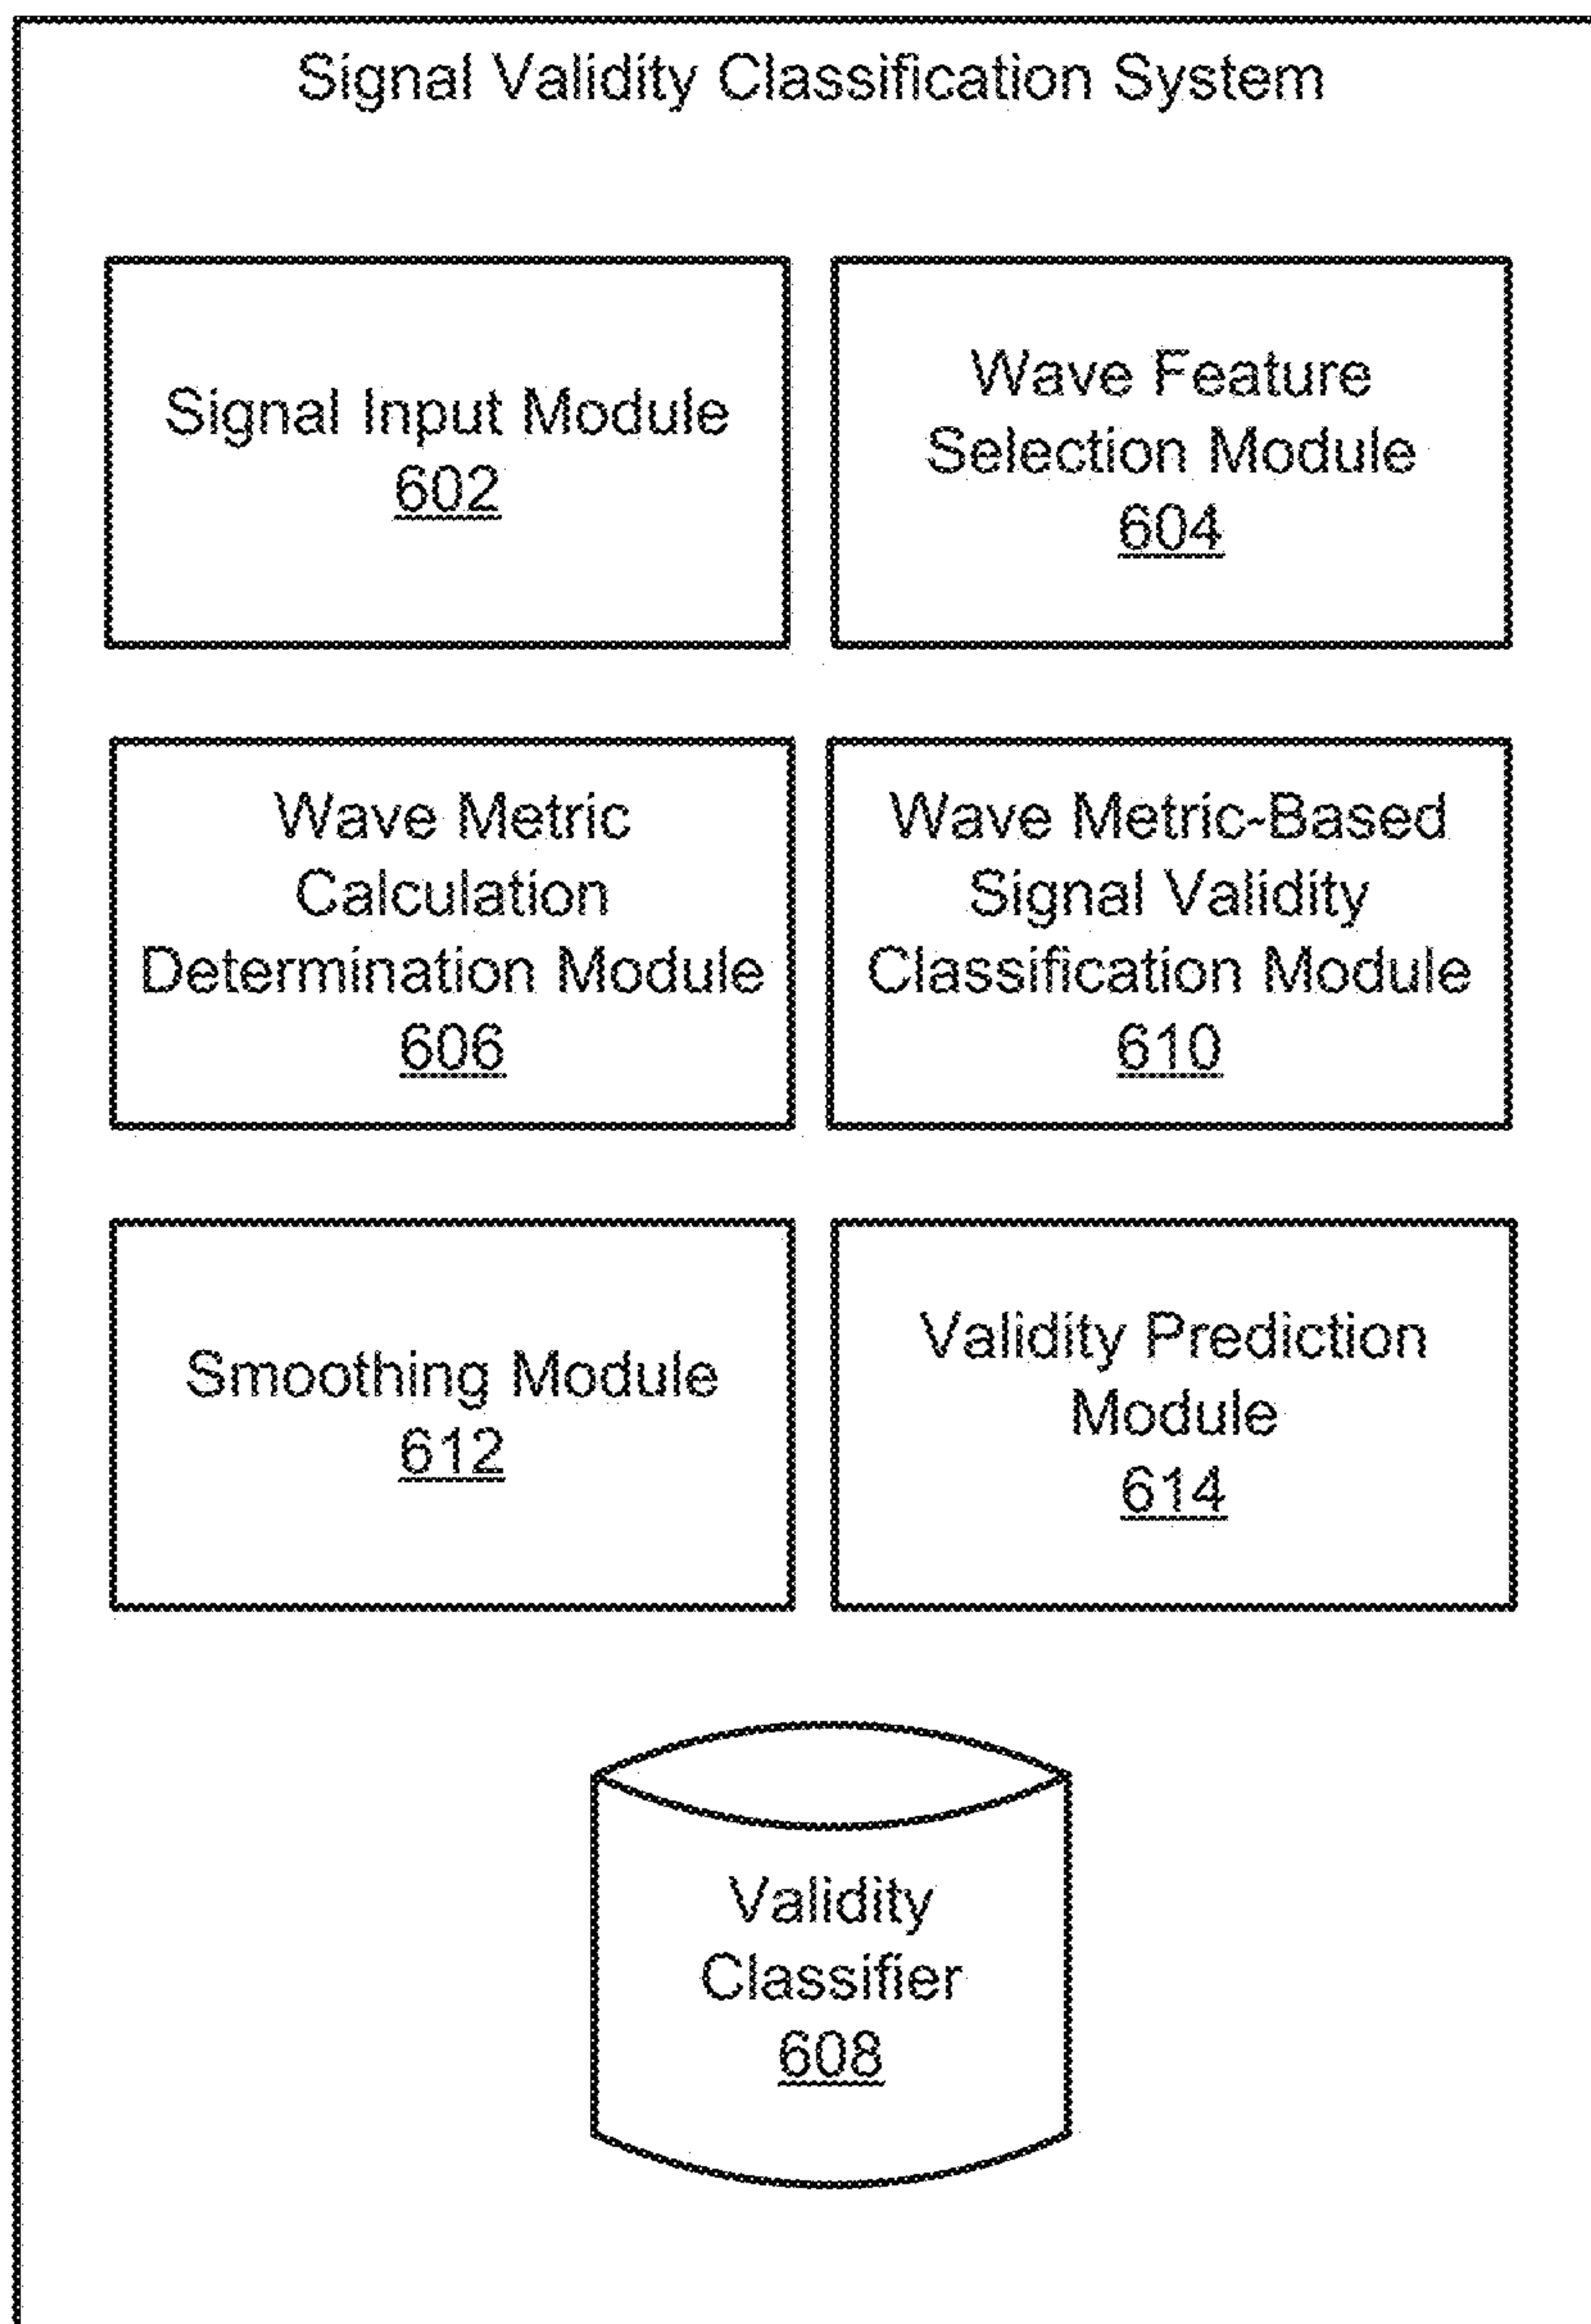 Signal Validity Classification System
Signal Input Module
602
Wave Feature
Selection Module
604
Wave Metric
Calculation
Determination Module
606
Wave Metric-Based
Signal Validity
Classification Module
610
Smoothing Module
612
Validity Prediction
Module
614
Validity
Classifier
608